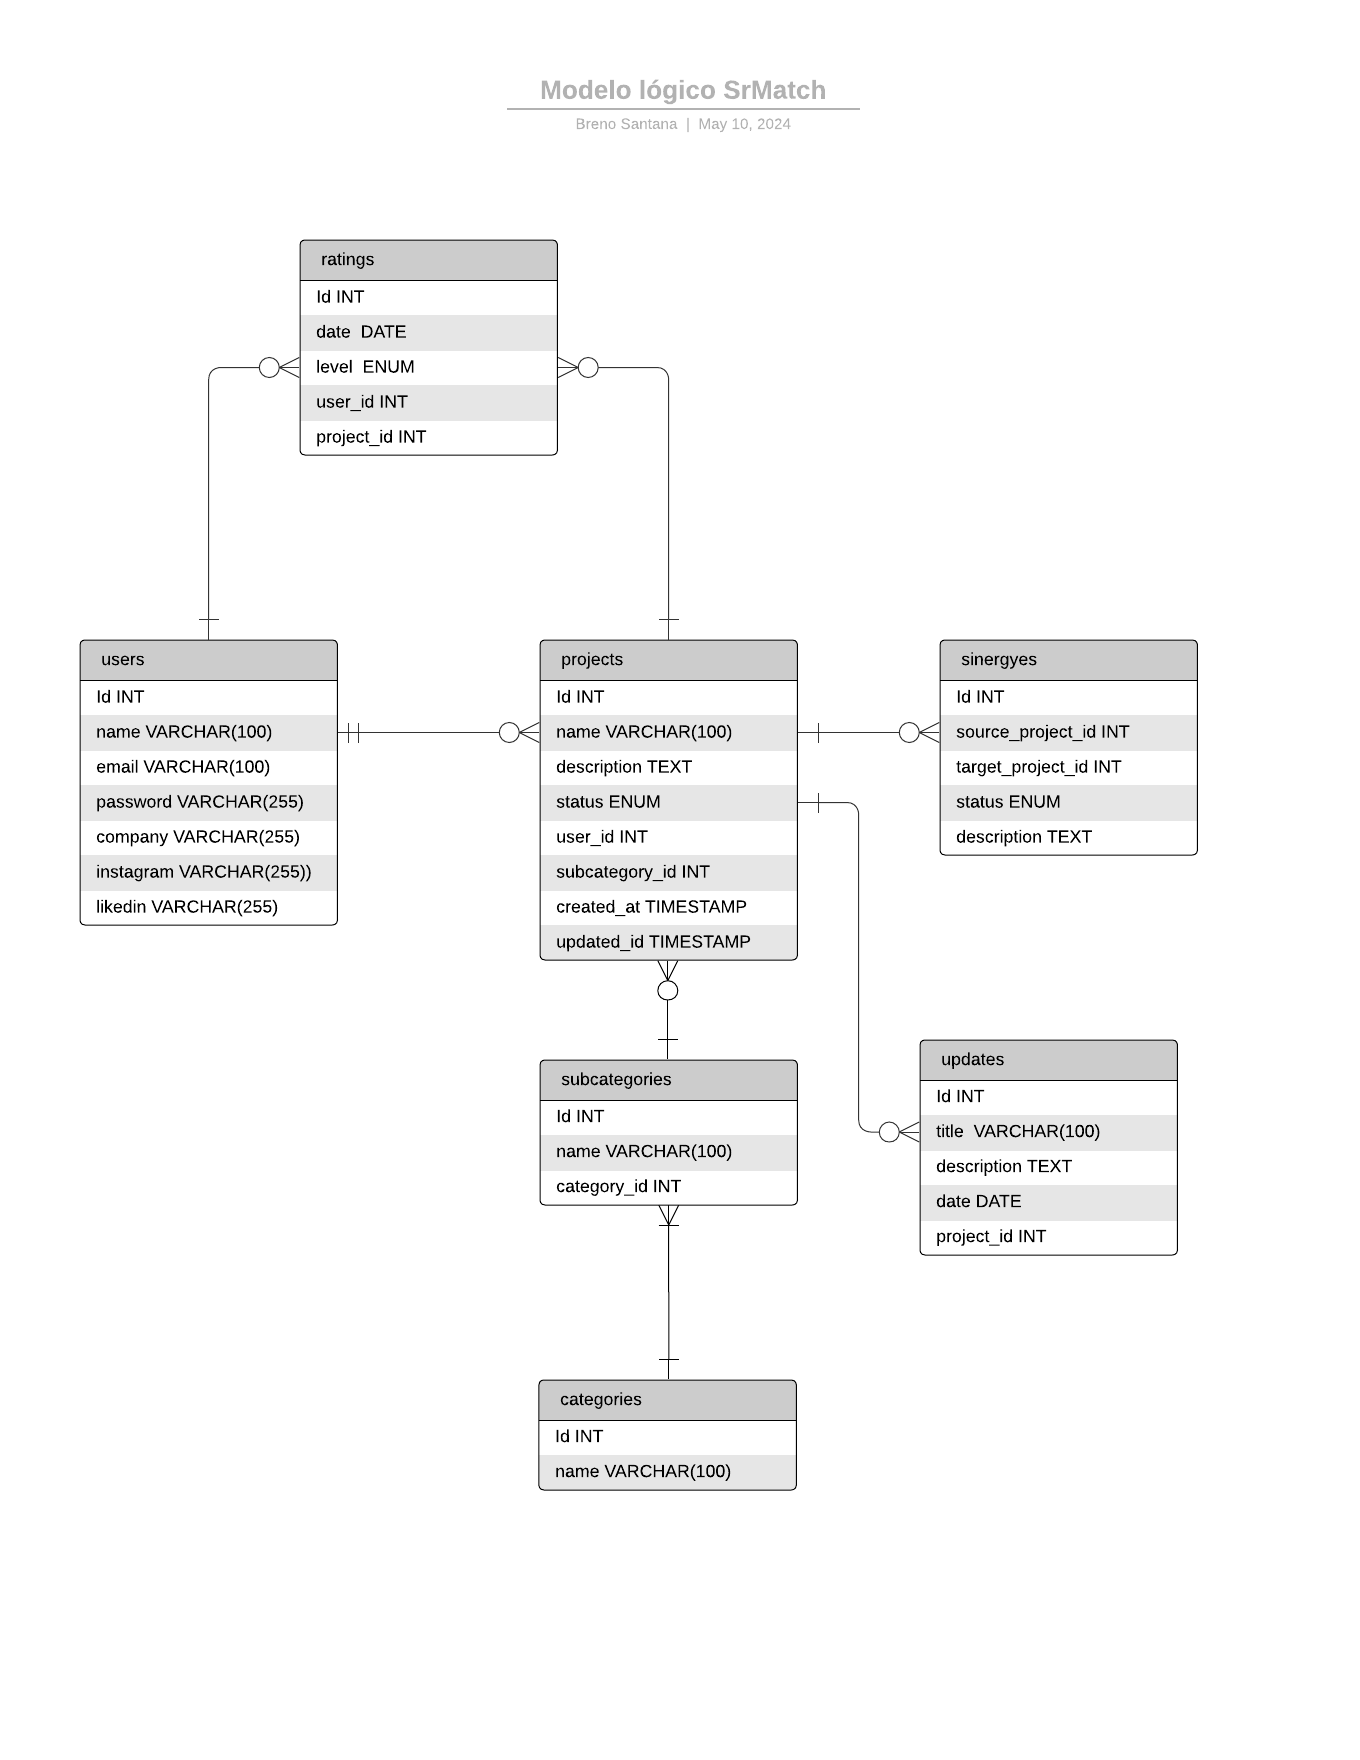 Modelo lógico SrMatch
Breno Santana | May 10, 2024
ratings
Id INT
date DATE
level ENUM
user_id INT
project_id INT
users
Id INT
name VARCHAR(100)
email VARCHAR(100)
password VARCHAR(255)
company VARCHAR(255)
instagram VARCHAR(255))
likedin VARCHAR(255)
projects
Id INT
name VARCHAR(100)
description TEXT
status ENUM
user_id INT
subcategory_id INT
created_at TIMESTAMP
updated_id TIMESTAMP
sinergyes
Id INT
source_project_id INT
target_project_id INT
status ENUM
description TEXT
subcategories
Id INT
name VARCHAR(100)
category_id INT
updates
Id INT
title VARCHAR(100)
description TEXT
date DATE
project_id INT
categories
Id INT
name VARCHAR(100)